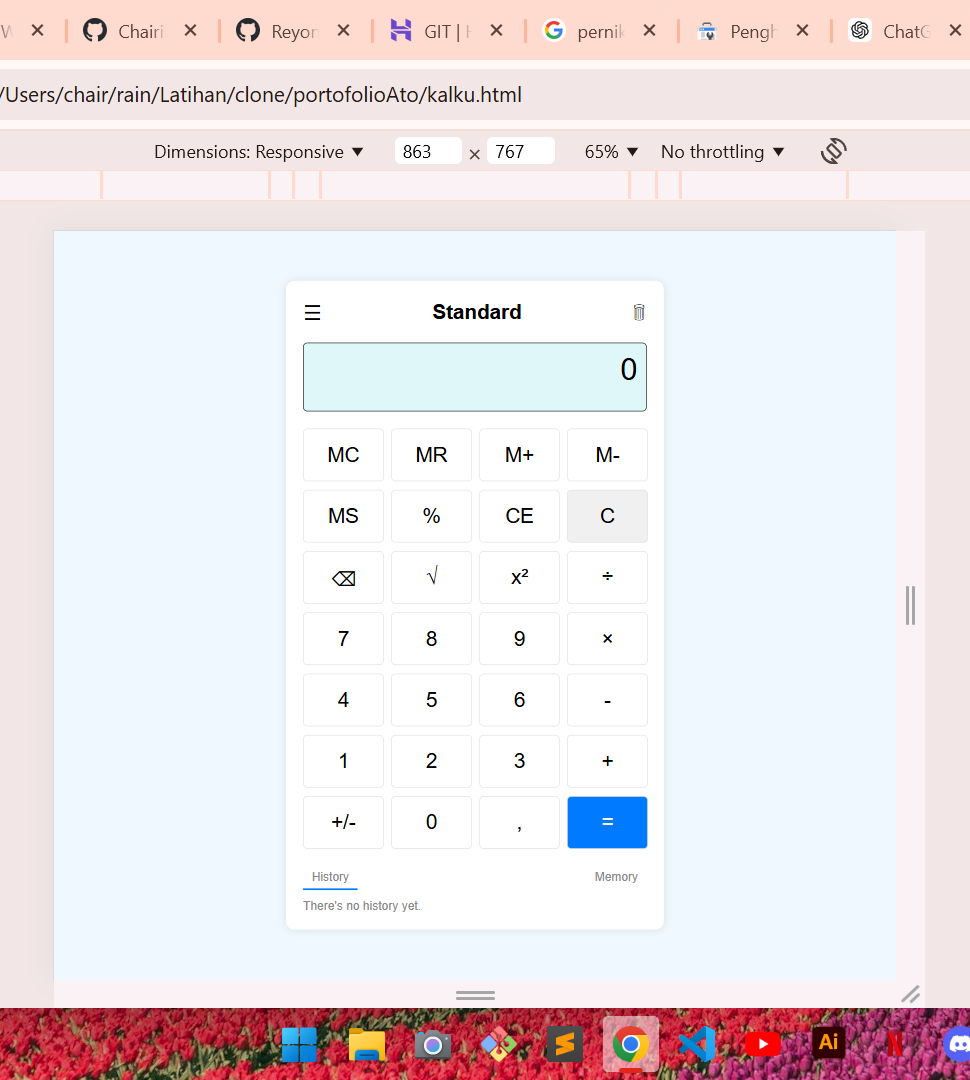 Chairi
Reyon
GIT |
pernik
Pengh
ChatG
/Users/chair/rain/Latihan/clone/portofolioAto/kalku.html
Dimensions: Responsive ▼ 863 × 767 65% ▼ No throttling ▼
☰ Standard
0
MC MR M+ M-
MS % CE C
⌫ √ x² ÷
7 8 9 ×
4 5 6 -
1 2 3 +
+/- 0 , =
History Memory
There's no history yet.
Ai